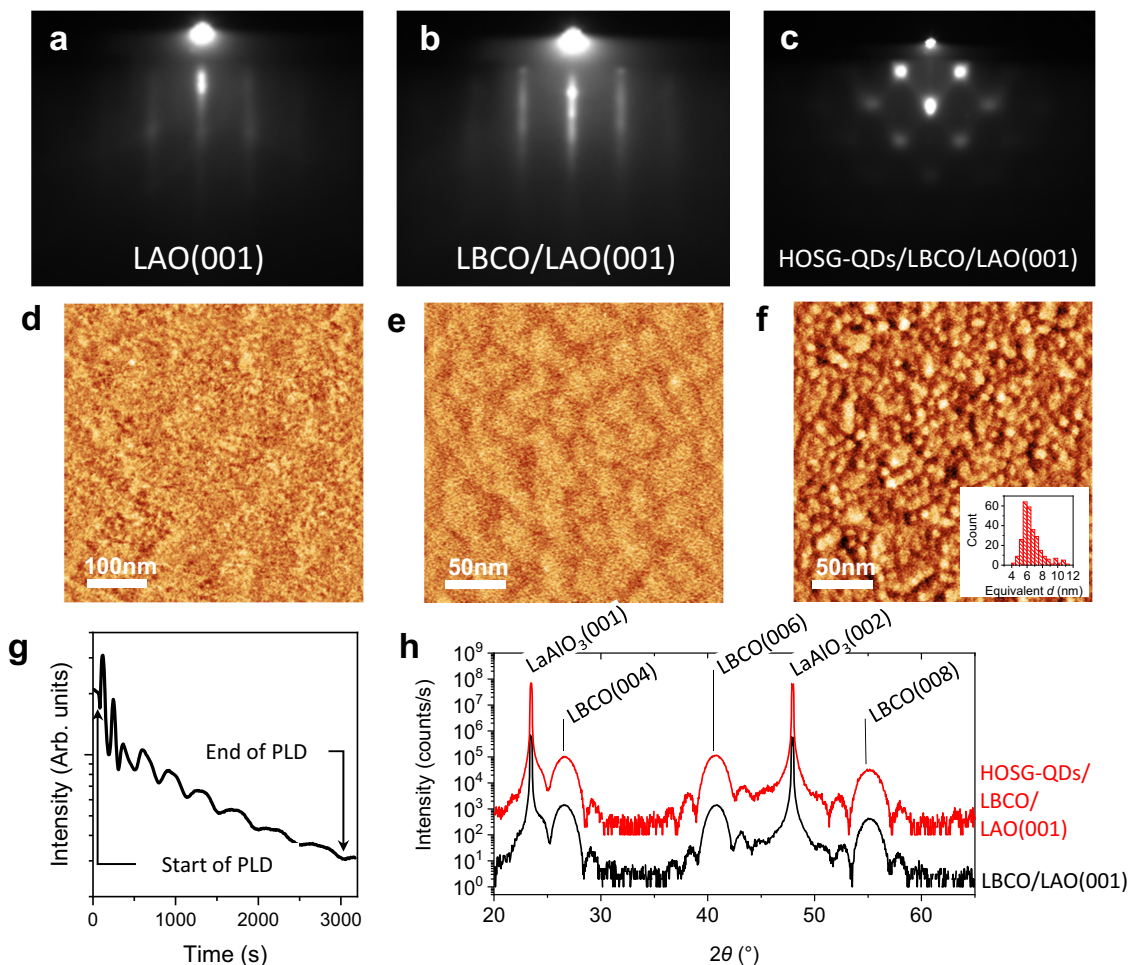 a
b
c
LAO(001)
LBCO/LAO(001)
HOSG-QDs/LBCO/LAO(001)
d
e
f
100nm
50nm
50nm
60
40
20
0
Count
4 6 8 10 12
Equivalent d (nm)
g
Intensity (Arb. units)
End of PLD
Start of PLD
0 1000 2000 3000
Time (s)
h
LaAlO₃(001)
LBCO(004)
LBCO(006)
LaAlO₃(002)
LBCO(008)
Intensity (counts/s)
10⁹
10⁸
10⁷
10⁶
10⁵
10⁴
10³
10²
10¹
10⁰
HOSG-QDs/
LBCO/
LAO(001)
LBCO/LAO(001)
20 30 40 50 60
2θ (°)